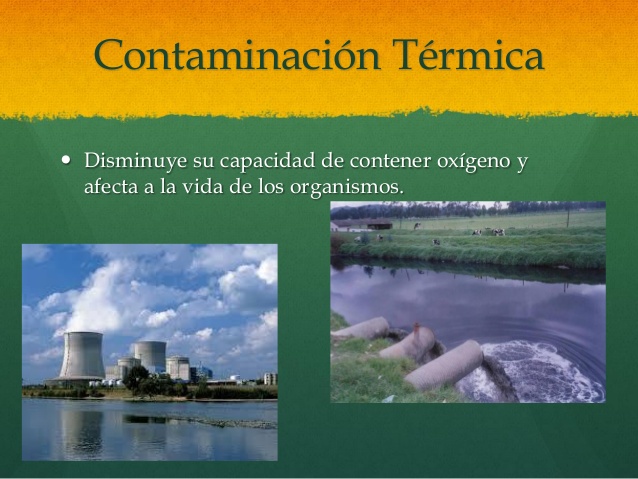 Contaminación Térmica
• Disminuye su capacidad de contener oxígeno y
afecta a la vida de los organismos.